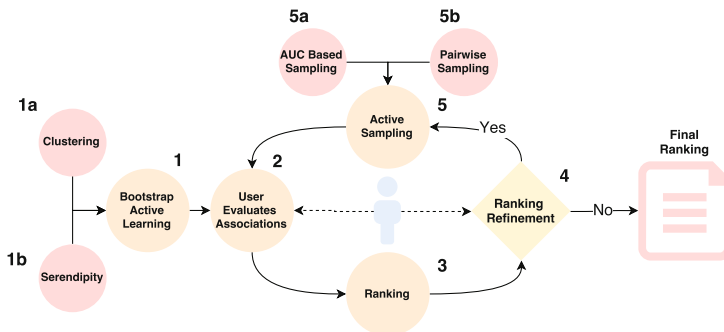 5a
5b
AUC Based
Sampling
Pairwise
Sampling
1a
Clustering
5
Active
Sampling
Yes
Final
Ranking
1
Bootstrap
Active
Learning
2
User
Evaluates
Associations
4
Ranking
Refinement
No
1b
Serendipity
3
Ranking